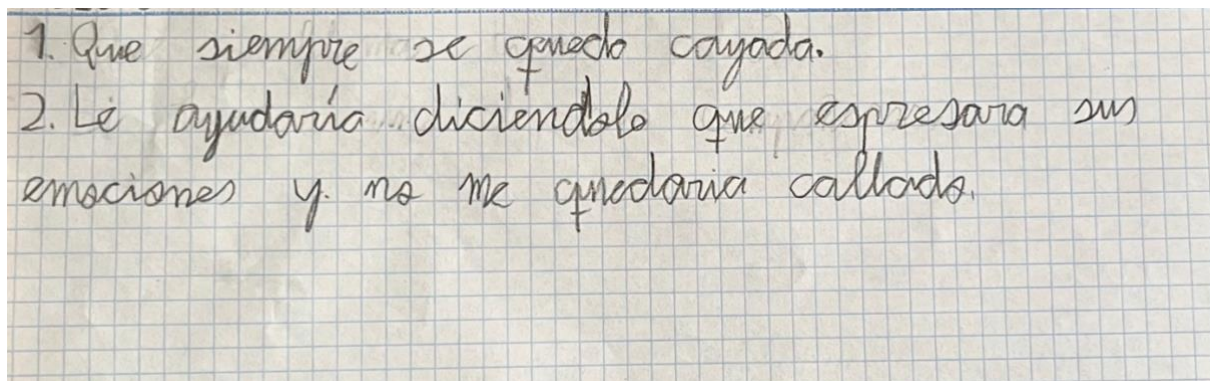 1. Que siempre se quedo cayada.
2. Le ayudaría diciendolo que espresara sus
emociones y no me quedaria callado.